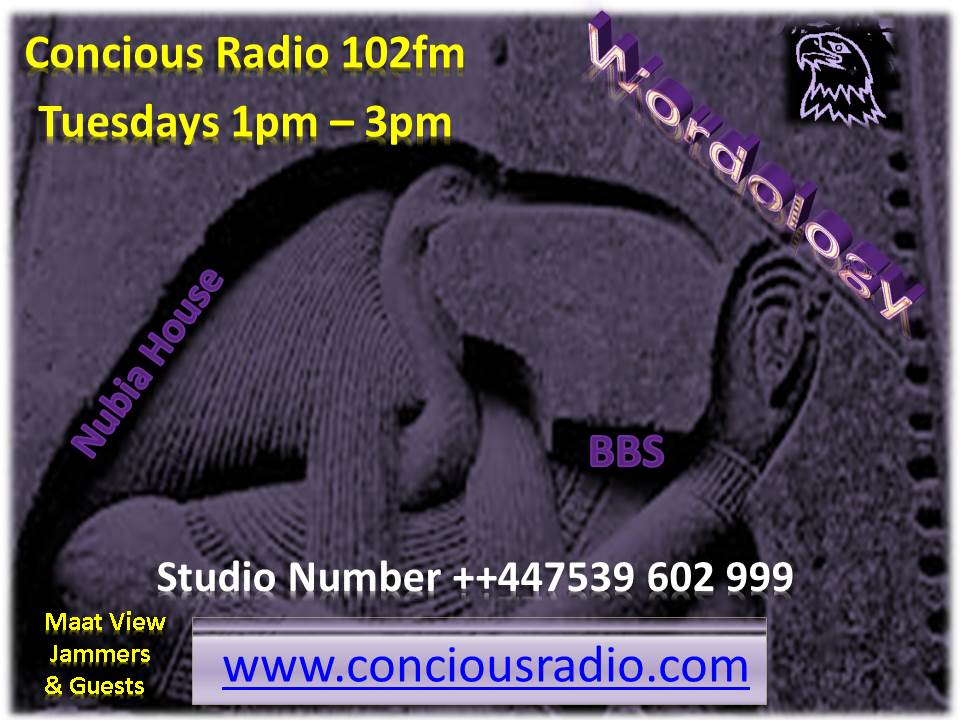 Concious Radio 102fm
Tuesdays 1pm – 3pm
Wordology
Nubia House
BBS
Studio Number ++447539 602 999
Maat View
Jammers
& Guests
www.conciousradio.com